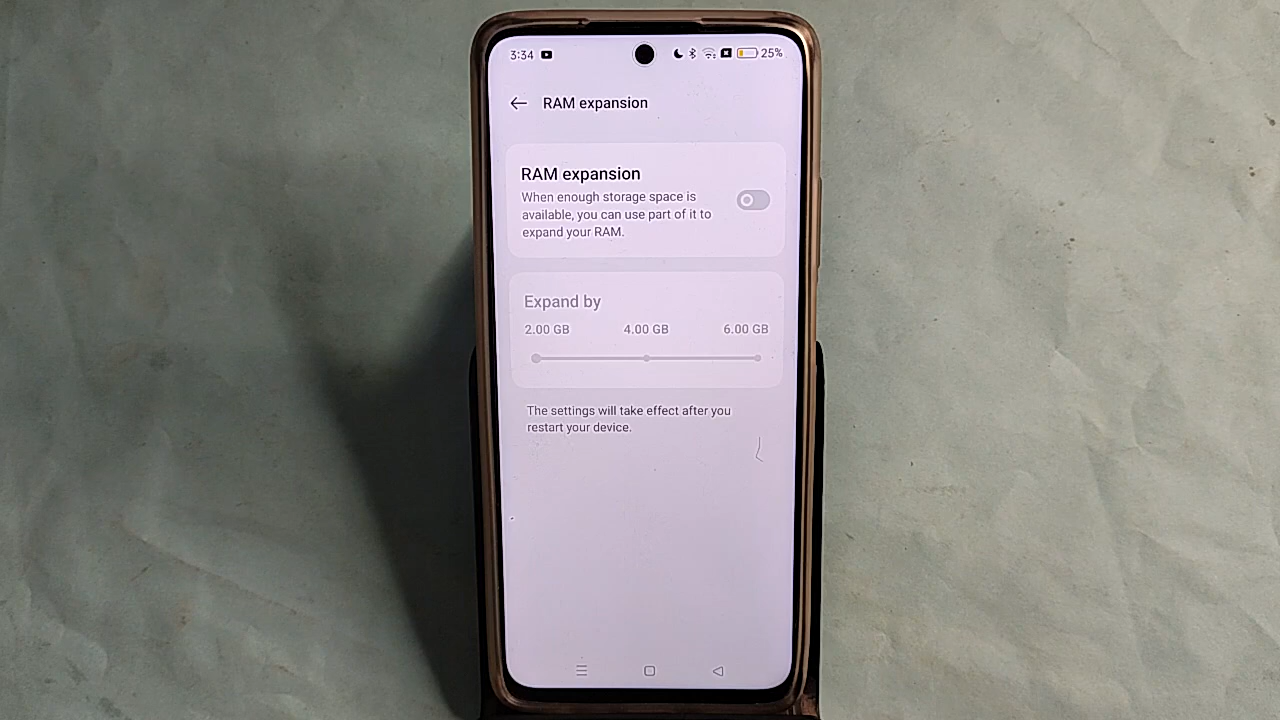 3:34 25%
RAM expansion
RAM expansion
When enough storage space is
available, you can use part of it to
expand your RAM.
Expand by
2.00 GB 4.00 GB 6.00 GB
The settings will take effect after you
restart your device.